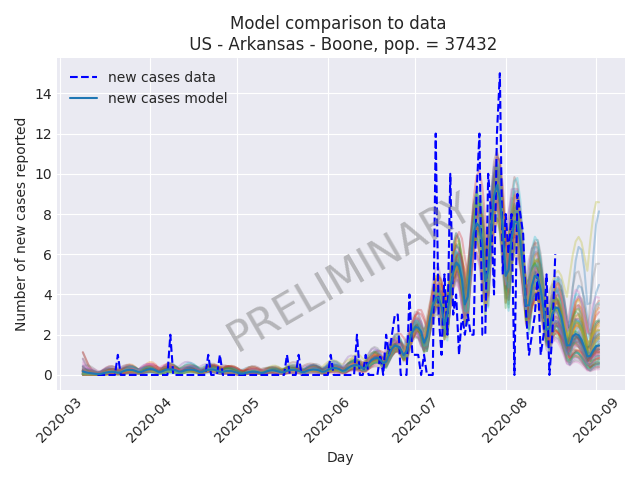 Model comparison to data
US - Arkansas - Boone, pop. = 37432
new cases data
new cases model
PRELIMINARY
Number of new cases reported
14
12
10
8
6
4
2
0
2020-03
2020-04
2020-05
2020-06
2020-07
2020-08
2020-09
Day